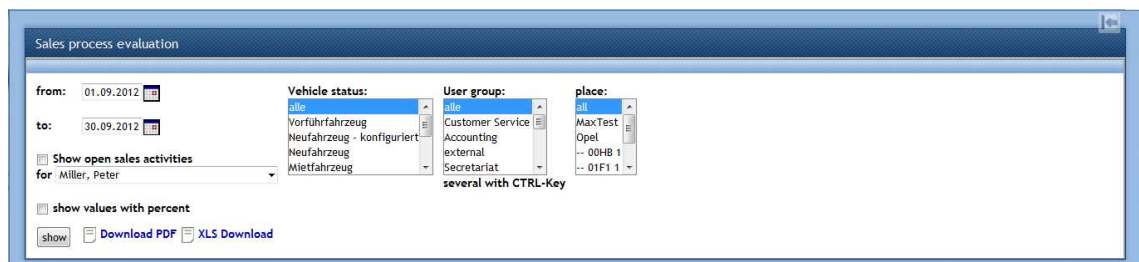 Sales process evaluation
from: 01.09.2012
to: 30.09.2012
Show open sales activities
for Miller, Peter
show values with percent
show Download PDF XLS Download
Vehicle status:
alle
Vorführfahrzeug
Neufahrzeug - konfiguriert
Neufahrzeug
Mietfahrzeug
User group:
alle
Customer Service
Accounting
external
Secretariat
several with CTRL-Key
place:
all
MaxTest
Opel
-- 00HB 1
-- 01F1 1